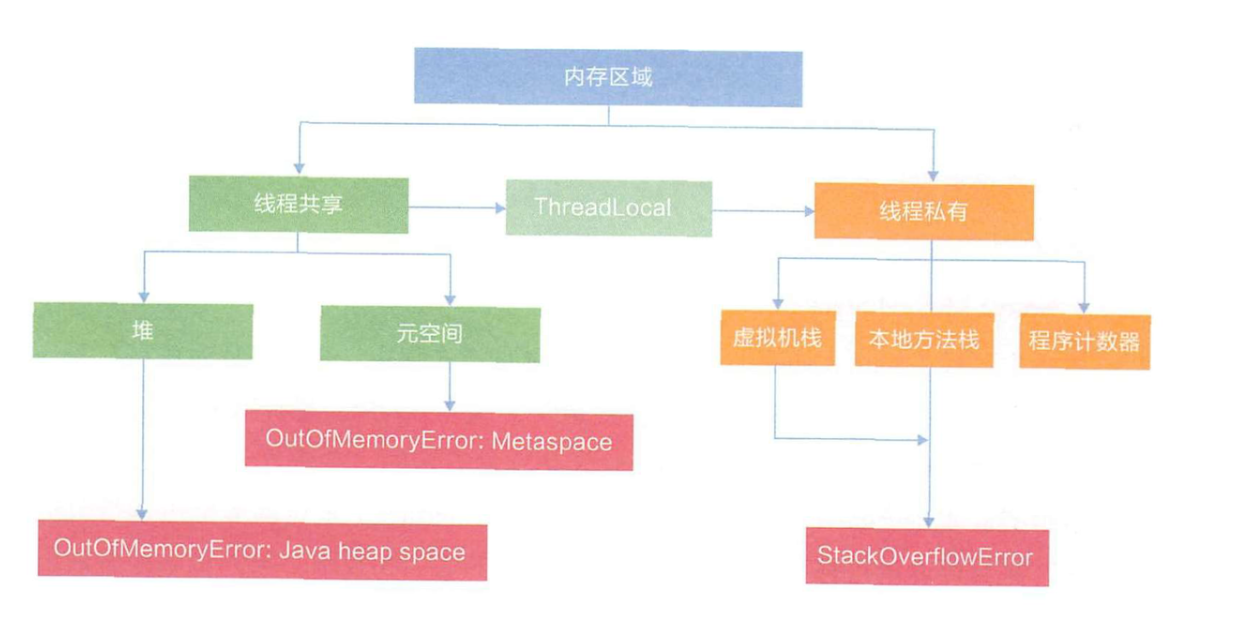 内存区域
线程共享
ThreadLocal
线程私有
堆
元空间
虚拟机栈
本地方法栈
程序计数器
OutOfMemoryError: Metaspace
OutOfMemoryError: Java heap space
StackOverflowError